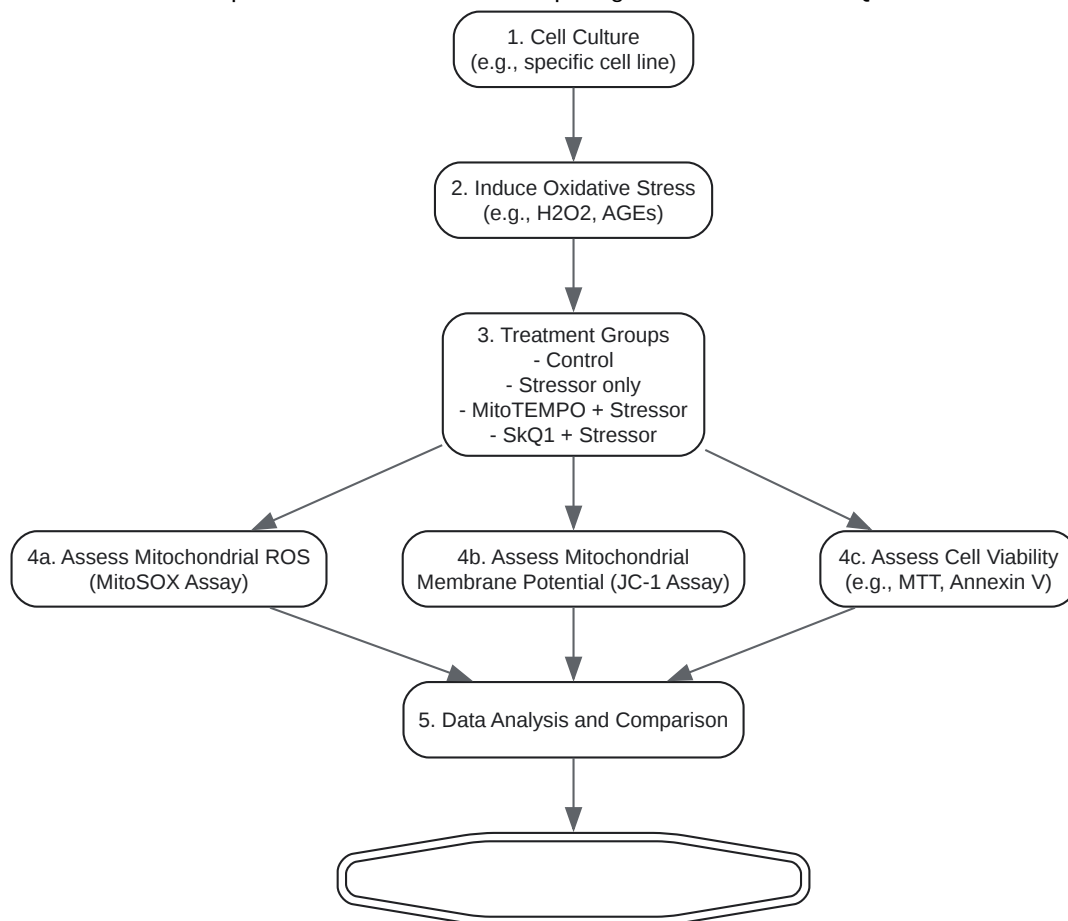 1. Cell Culture
(e.g., specific cell line)
2. Induce Oxidative Stress
(e.g., H2O2, AGEs)
3. Treatment Groups
- Control
- Stressor only
- MitoTEMPO + Stressor
- SkQ1 + Stressor
4a. Assess Mitochondrial ROS
(MitoSOX Assay)
4b. Assess Mitochondrial
Membrane Potential (JC-1 Assay)
4c. Assess Cell Viability
(e.g., MTT, Annexin V)
5. Data Analysis and Comparison